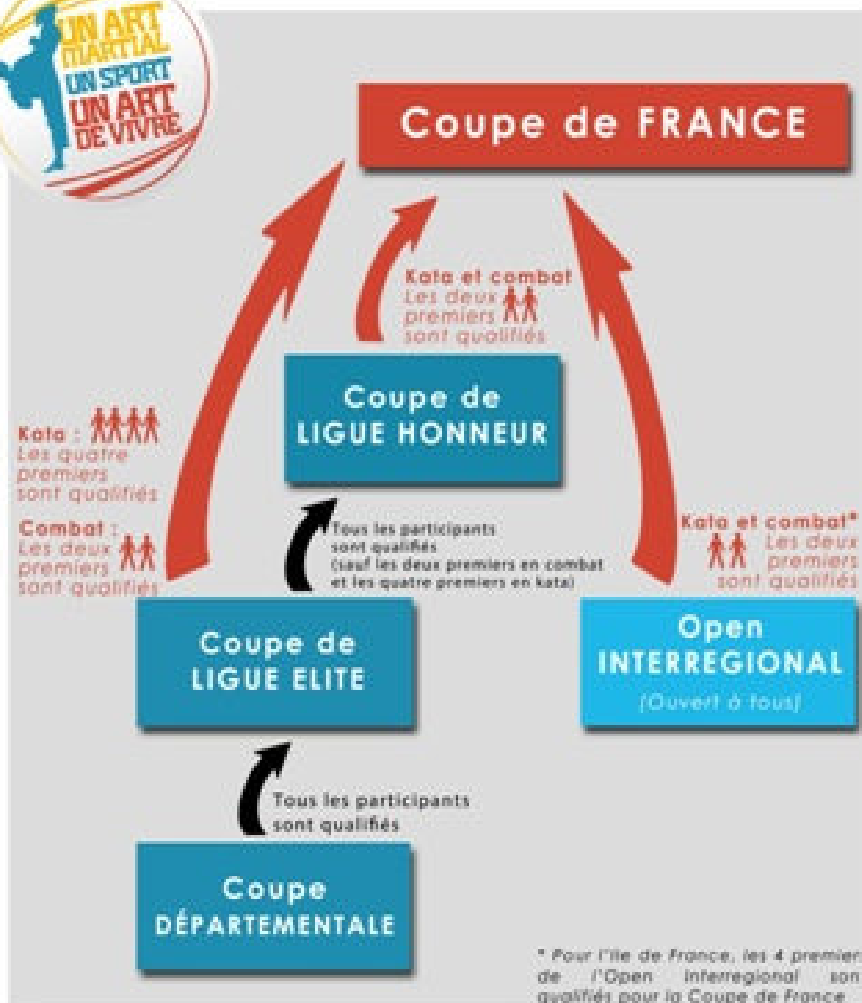 UN ART
MARTIAL
UN SPORT
UN ART
DE VIVRE
Coupe de FRANCE
Kata et combat
Les deux
premiers
sont qualifiés
Coupe de
LIGUE HONNEUR
Kata :
Les quatre
premiers
sont qualifiés
Combat :
Les deux
premiers
sont qualifiés
Tous les participants
sont qualifiés
(sauf les deux premiers en combat
et les quatre premiers en kata)
Kata et combat*
Les deux
premiers
sont qualifiés
Coupe de
LIGUE ELITE
Open
INTERREGIONAL
(Ouvert à tous)
Tous les participants
sont qualifiés
Coupe
DÉPARTEMENTALE
* Pour l'Ile de France, les 4 premier
de l'Open Interregional son
qualifiés pour la Coupe de France